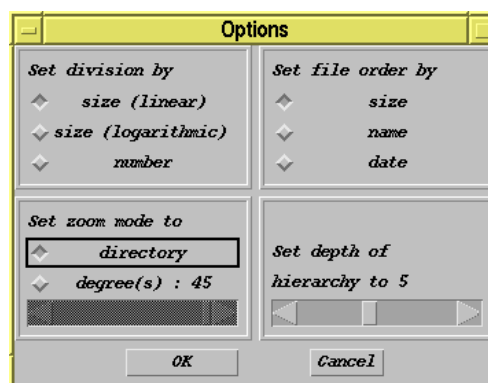 Options
Set division by
size (linear)
size (logarithmic)
number
Set file order by
size
name
date
Set zoom mode to
directory
degree(s) : 45
Set depth of
hierarchy to 5
OK
Cancel